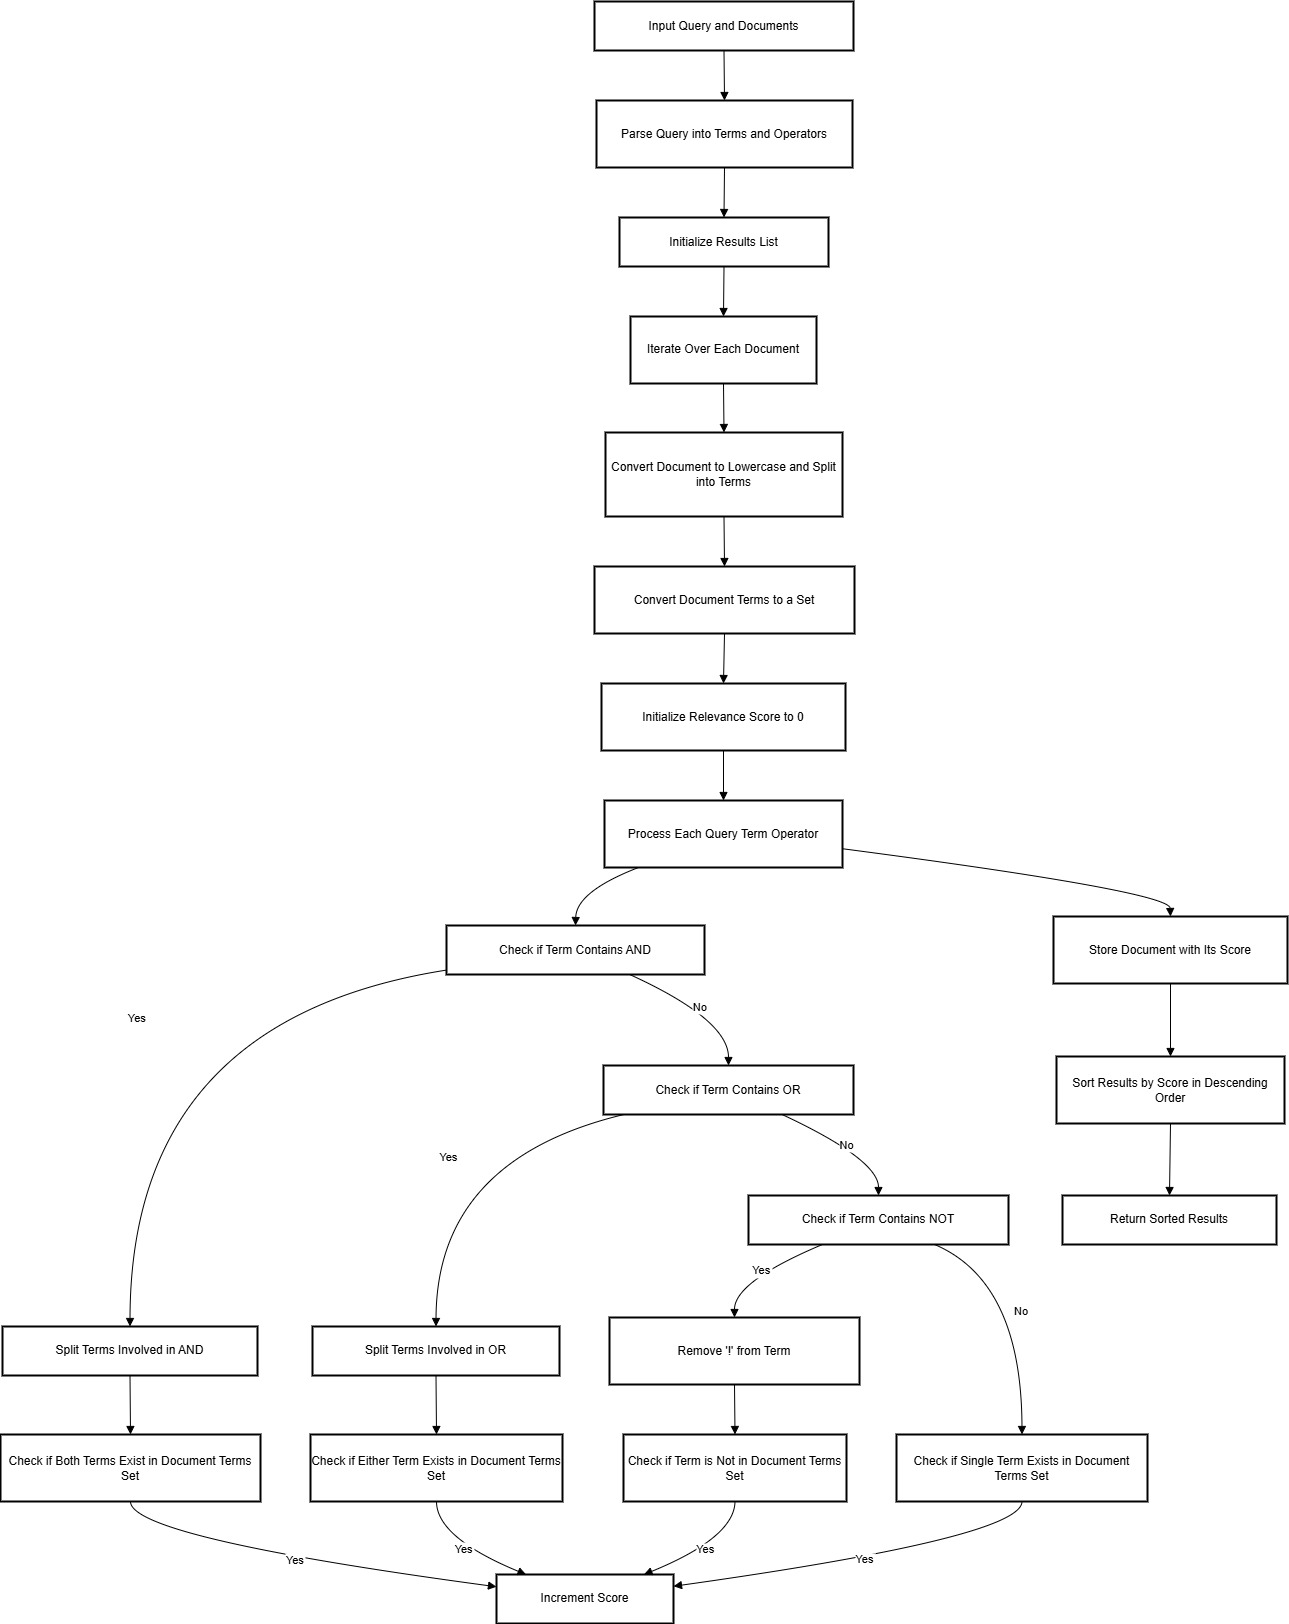 Input Query and Documents
Parse Query into Terms and Operators
Initialize Results List
Iterate Over Each Document
Convert Document to Lowercase and Split
into Terms
Convert Document Terms to a Set
Initialize Relevance Score to 0
Process Each Query Term Operator
Check if Term Contains AND
Store Document with Its Score
Yes
No
Check if Term Contains OR
Sort Results by Score in Descending
Order
Yes
No
Check if Term Contains NOT
Return Sorted Results
Yes
No
Split Terms Involved in AND
Split Terms Involved in OR
Remove '!' from Term
Check if Both Terms Exist in Document Terms
Set
Check if Either Term Exists in Document Terms
Set
Check if Term is Not in Document Terms
Set
Check if Single Term Exists in Document
Terms Set
Yes
Yes
Yes
Yes
Increment Score